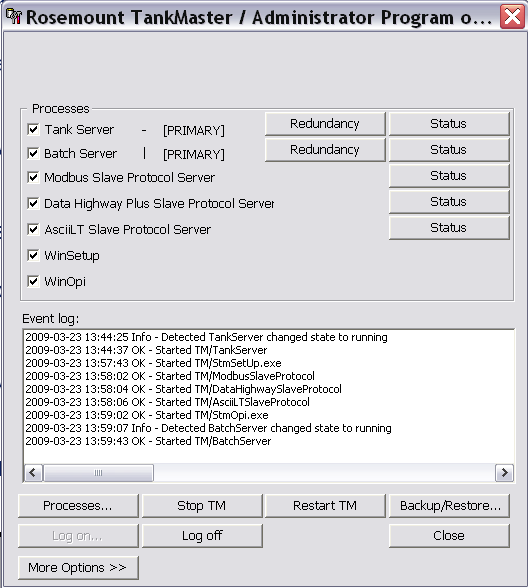 Rosemount TankMaster / Administrator Program o...
Processes
Tank Server - [PRIMARY] Redundancy Status
Batch Server | [PRIMARY] Redundancy Status
Modbus Slave Protocol Server Status
Data Highway Plus Slave Protocol Server Status
AsciiLT Slave Protocol Server Status
WinSetup
WinOpi
Event log:
2009-03-23 13:44:25 Info - Detected TankServer changed state to running
2009-03-23 13:44:37 OK - Started TM/TankServer
2009-03-23 13:57:43 OK - Started TM/StmSetUp.exe
2009-03-23 13:58:02 OK - Started TM/ModbusSlaveProtocol
2009-03-23 13:58:04 OK - Started TM/DataHighwaySlaveProtocol
2009-03-23 13:58:06 OK - Started TM/AsciiLTSlaveProtocol
2009-03-23 13:59:02 OK - Started TM/StmOpi.exe
2009-03-23 13:59:07 Info - Detected BatchServer changed state to running
2009-03-23 13:59:43 OK - Started TM/BatchServer
Processes... Stop TM Restart TM Backup/Restore...
Log on... Log off Close
More Options >>